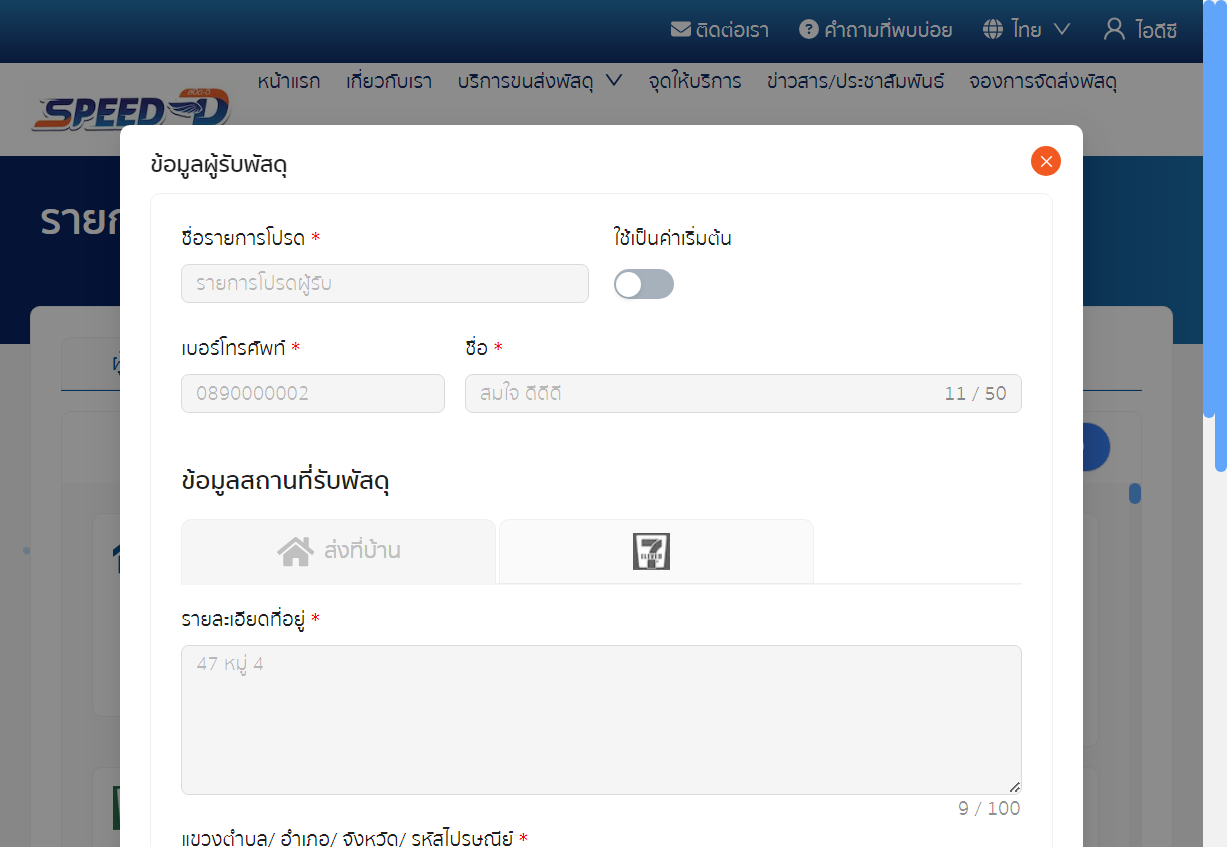 ติดต่อเรา ? คำถามที่พบบ่อย ไทย ไอดีซี
หน้าแรก เกี่ยวกับเรา บริการขนส่งพัสดุ จุดให้บริการ ข่าวสาร/ประชาสัมพันธ์ จองการจัดส่งพัสดุ
SPEED-D
ข้อมูลผู้รับพัสดุ
ชื่อรายการโปรด * ใช้เป็นค่าเริ่มต้น
รายการโปรดผู้รับ
เบอร์โทรศัพท์ * ชื่อ *
0890000002 สมใจ ดีดีดี 11 / 50
ข้อมูลสถานที่รับพัสดุ
ส่งที่บ้าน 7 ELEVEN
รายละเอียดที่อยู่ *
47 หมู่ 4
9 / 100
แขวงตำบล/ อำเภอ/ จังหวัด/ รหัสไปรษณีย์ *